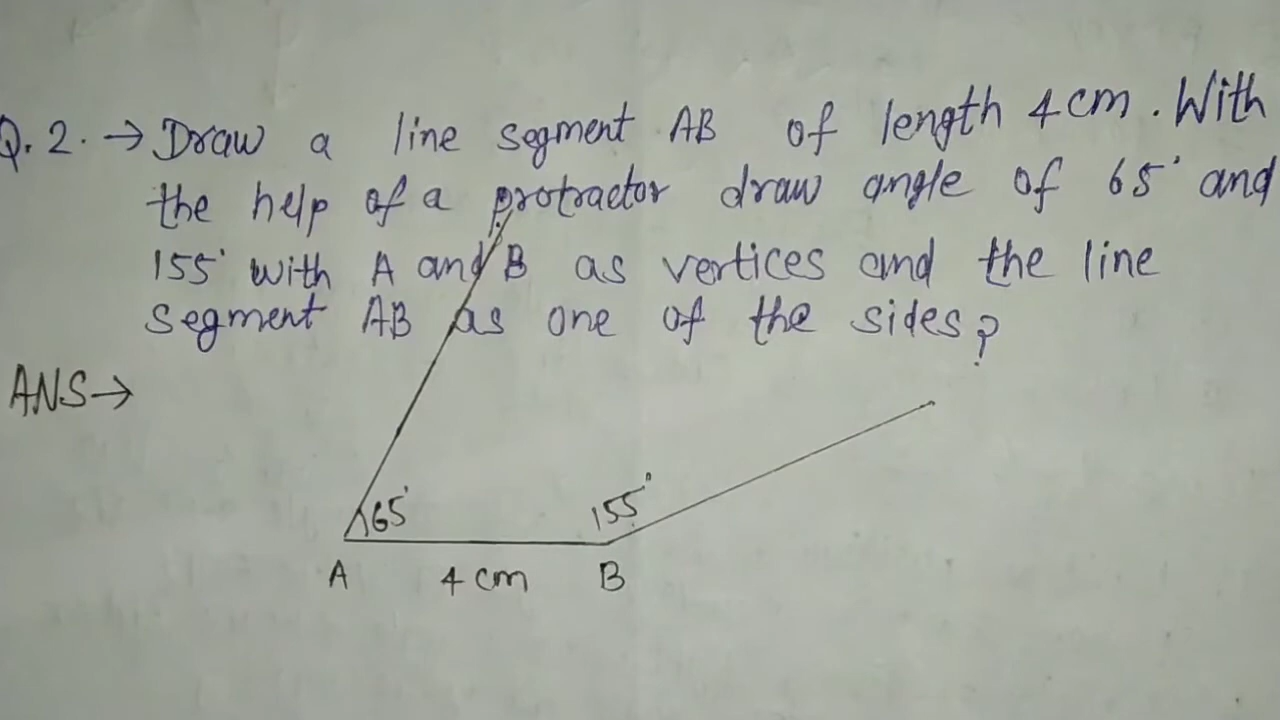 Q. 2. → Draw a line segment AB of length 4 cm. With
the help of a protractor draw angle of 65° and
155° with A and B as vertices and the line
segment AB as one of the sides?
ANS →
65°
155°
A 4 cm B